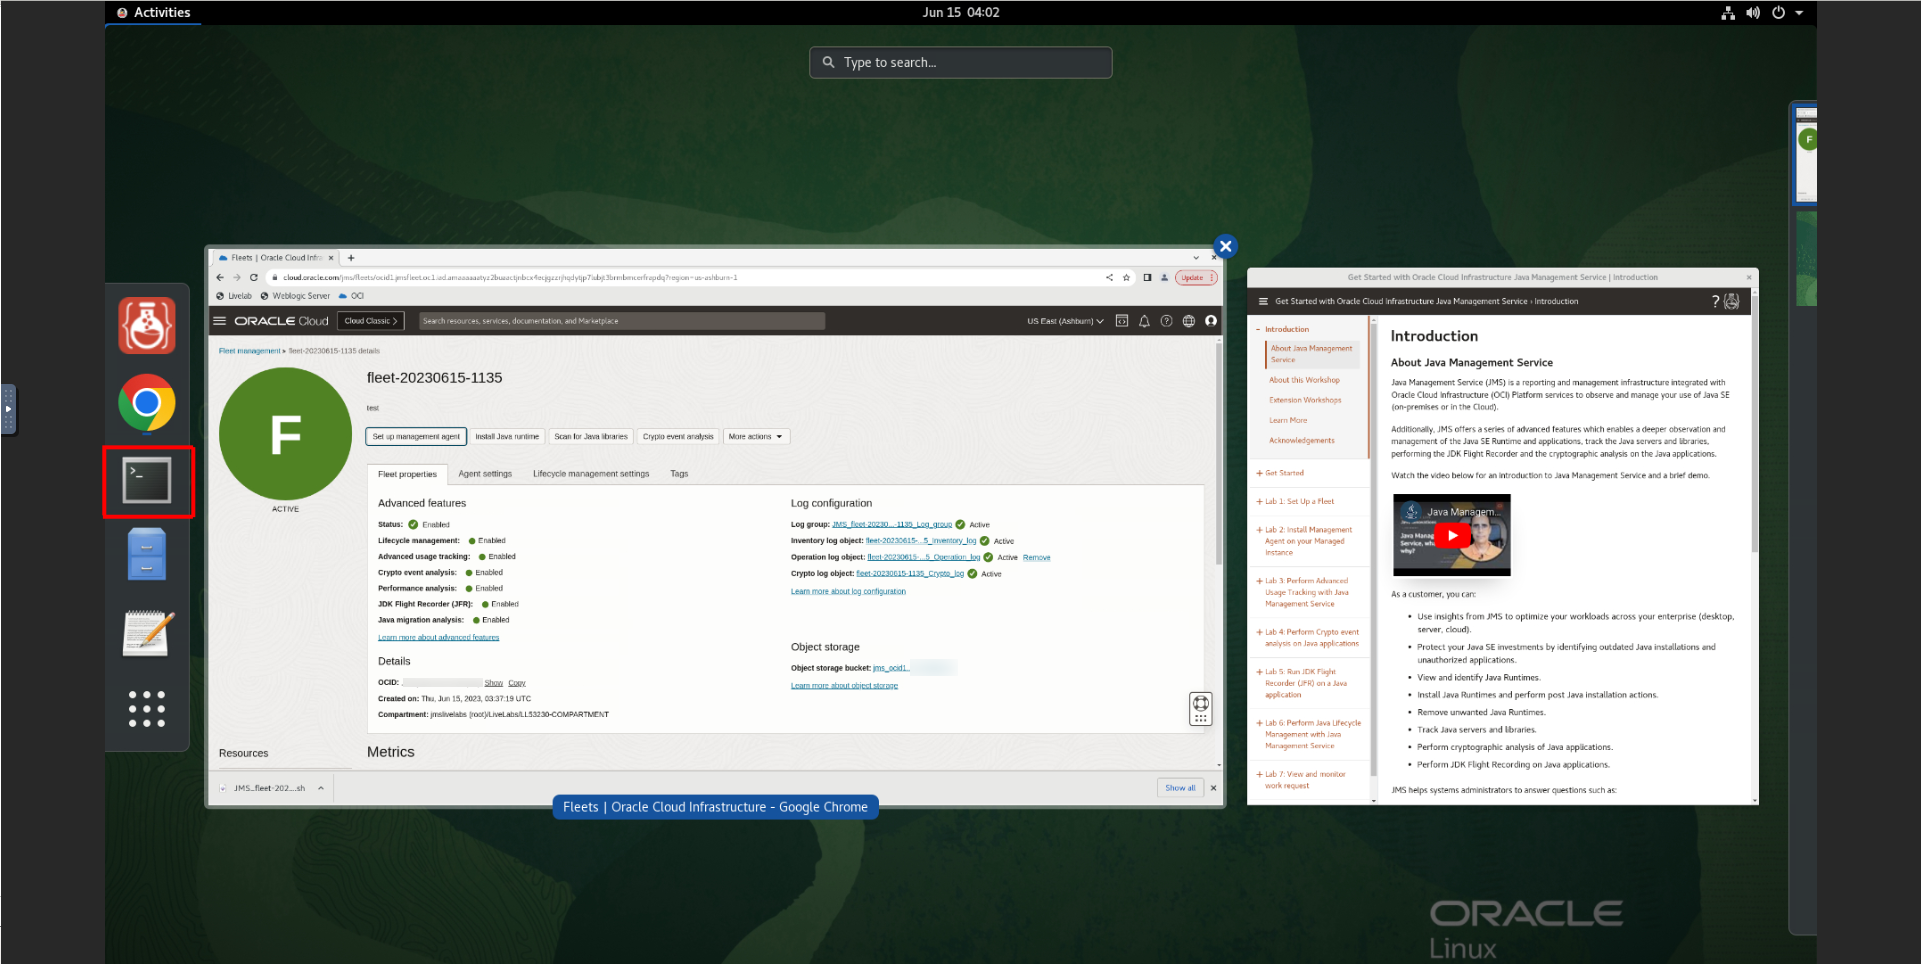 Activities
Jun 15 04:02
Type to search...
Fleets | Oracle Cloud Infra
cloud.oracle.com/jms/fleets/
?region=us-ashburn-1
Update
Livelab
Weblogic Server
OCI
ORACLE Cloud
Cloud Classic >
Search resources, services, documentation, and Marketplace
US East (Ashburn)
Fleet management » fleet-20230615-1135 details
F
ACTIVE
fleet-20230615-1135
test
Set up management agent
Install Java runtime
Scan for Java libraries
Crypto event analysis
More actions
Fleet properties
Agent settings
Lifecycle management settings
Tags
Advanced features
Status: Enabled
Lifecycle management: Enabled
Advanced usage tracking: Enabled
Crypto event analysis: Enabled
Performance analysis: Enabled
JDK Flight Recorder (JFR): Enabled
Java migration analysis: Enabled
Learn more about advanced features
Details
OCID: Show Copy
Created on: Thu, Jun 15, 2023, 03:37:19 UTC
Compartment: jmslivelabs (root)/LiveLabs/LL53230-COMPARTMENT
Log configuration
Log group: JMS_fleet-20230...-1135_Log_group Active
Inventory log object: fleet-20230615-...5_Inventory_log Active
Operation log object: fleet-20230615-...5_Operation_log Active Remove
Crypto log object: fleet-20230615-1135_Crypto_log Active
Learn more about log configuration
Object storage
Object storage bucket: jms_ocid1.
Learn more about object storage
Resources
Metrics
JMS_fleet-202....sh
Show all
Fleets | Oracle Cloud Infrastructure - Google Chrome
Get Started with Oracle Cloud Infrastructure Java Management Service | Introduction
Get Started with Oracle Cloud Infrastructure Java Management Service › Introduction
?
- Introduction
About Java Management
Service
About this Workshop
Extension Workshops
Learn More
Acknowledgements
+ Get Started
+ Lab 1: Set Up a Fleet
+ Lab 2: Install Management
Agent on your Managed
Instance
+ Lab 3: Perform Advanced
Usage Tracking with Java
Management Service
+ Lab 4: Perform Crypto event
analysis on Java applications
+ Lab 5: Run JDK Flight
Recorder (JFR) on a Java
application
+ Lab 6: Perform Java Lifecycle
Management with Java
Management Service
+ Lab 7: View and monitor
work request
Introduction
About Java Management Service
Java Management Service (JMS) is a reporting and management infrastructure integrated with
Oracle Cloud Infrastructure (OCI) Platform services to observe and manage your use of Java SE
(on-premises or in the Cloud).
Additionally, JMS offers a series of advanced features which enables a deeper observation and
management of the Java SE Runtime and applications, track the Java servers and libraries,
performing the JDK Flight Recorder and the cryptographic analysis on the Java applications.
Watch the video below for an introduction to Java Management Service and a brief demo.
Java Managem...
As a customer, you can:
• Use insights from JMS to optimize your workloads across your enterprise (desktop,
server, cloud).
• Protect your Java SE investments by identifying outdated Java installations and
unauthorized applications.
• View and identify Java Runtimes.
• Install Java Runtimes and perform post Java installation actions.
• Remove unwanted Java Runtimes.
• Track Java servers and libraries.
• Perform cryptographic analysis of Java applications.
• Perform JDK Flight Recording on Java applications.
JMS helps systems administrators to answer questions such as:
F
ORACLE
Linux